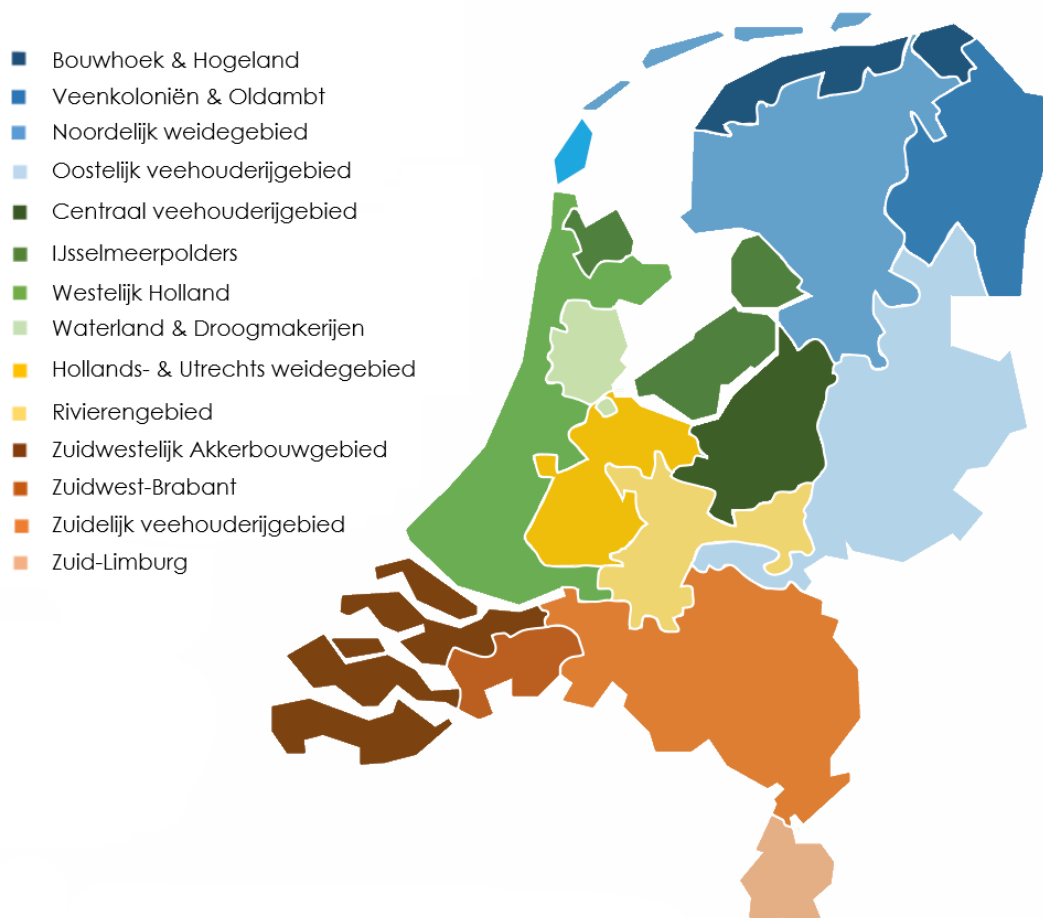 Bouwhoek & Hogeland
Veenkoloniën & Oldambt
Noordelijk weidegebied
Oostelijk veehouderijgebied
Centraal veehouderijgebied
IJsselmeerpolders
Westelijk Holland
Waterland & Droogmakerijen
Hollands- & Utrechts weidegebied
Rivierengebied
Zuidwestelijk Akkerbouwgebied
Zuidwest-Brabant
Zuidelijk veehouderijgebied
Zuid-Limburg